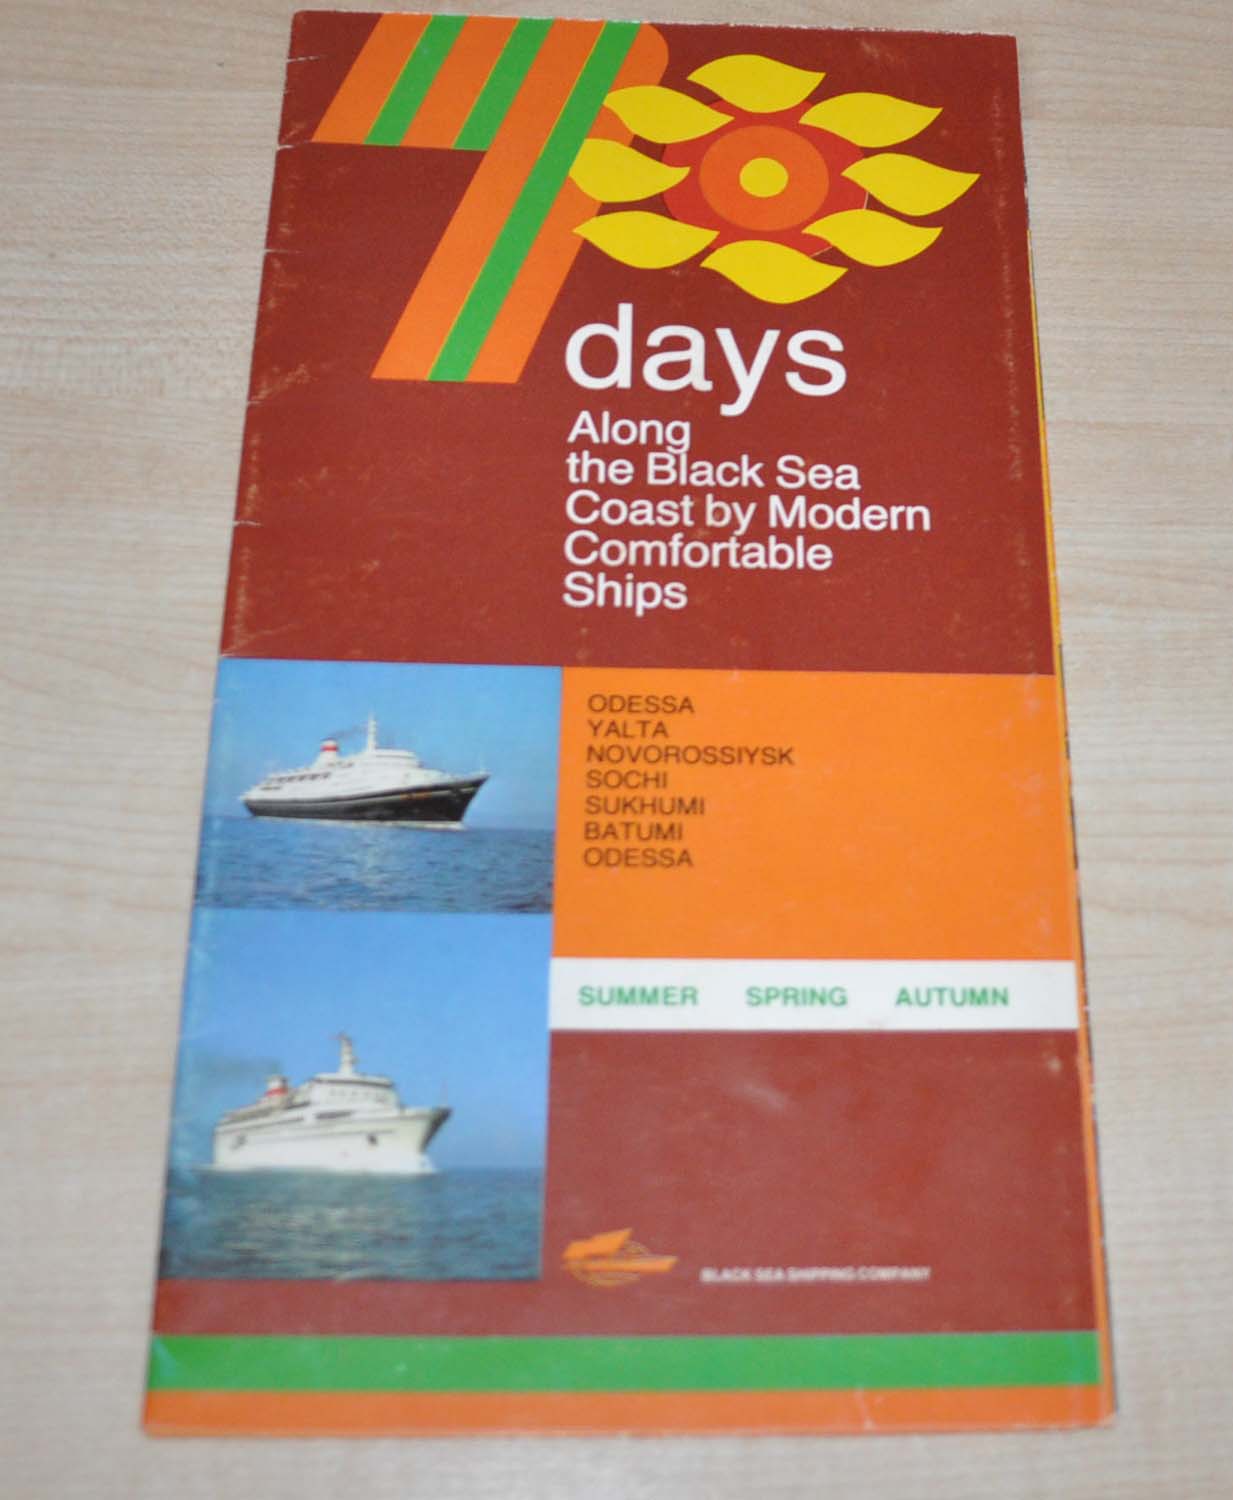 7
days
Along
the Black Sea
Coast by Modern
Comfortable
Ships
ODESSA
YALTA
NOVOROSSIYSK
SOCHI
SUKHUMI
BATUMI
ODESSA
SUMMER SPRING AUTUMN
BLACK SEA SHIPPING COMPANY